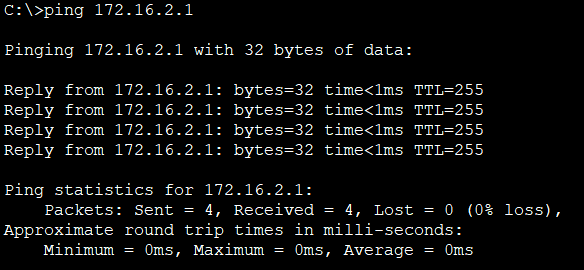 C:\>ping 172.16.2.1
Pinging 172.16.2.1 with 32 bytes of data:
Reply from 172.16.2.1: bytes=32 time<1ms TTL=255
Reply from 172.16.2.1: bytes=32 time<1ms TTL=255
Reply from 172.16.2.1: bytes=32 time<1ms TTL=255
Reply from 172.16.2.1: bytes=32 time<1ms TTL=255
Ping statistics for 172.16.2.1:
    Packets: Sent = 4, Received = 4, Lost = 0 (0% loss),
Approximate round trip times in milli-seconds:
    Minimum = 0ms, Maximum = 0ms, Average = 0ms